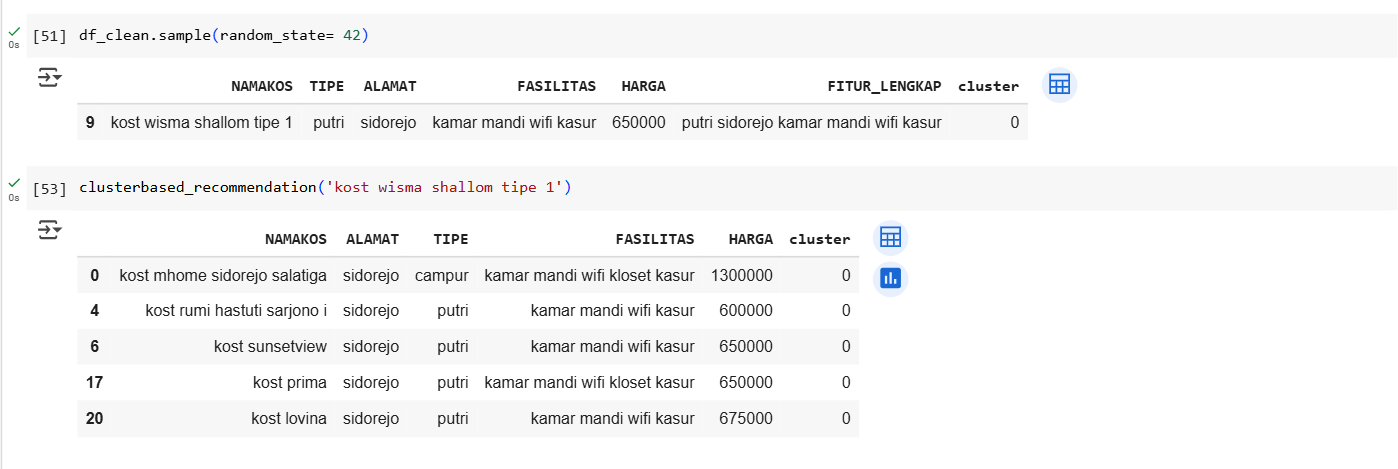 [51] df_clean.sample(random_state= 42)
0s
NAMAKOS TIPE ALAMAT FASILITAS HARGA FITUR_LENGKAP cluster
9 kost wisma shallom tipe 1 putri sidorejo kamar mandi wifi kasur 650000 putri sidorejo kamar mandi wifi kasur 0
[53] clusterbased_recommendation('kost wisma shallom tipe 1')
0s
NAMAKOS ALAMAT TIPE FASILITAS HARGA cluster
0 kost mhome sidorejo salatiga sidorejo campur kamar mandi wifi kloset kasur 1300000 0
4 kost rumi hastuti sarjono i sidorejo putri kamar mandi wifi kasur 600000 0
6 kost sunsetview sidorejo putri kamar mandi wifi kasur 650000 0
17 kost prima sidorejo putri kamar mandi wifi kloset kasur 650000 0
20 kost lovina sidorejo putri kamar mandi wifi kasur 675000 0